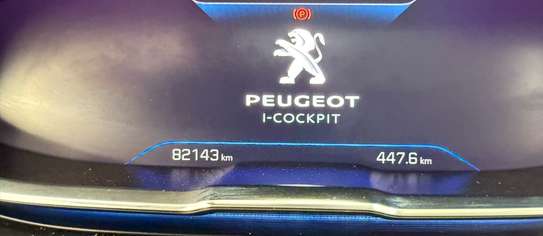 P
PEUGEOT
i-COCKPIT
82143 km 447.6 km